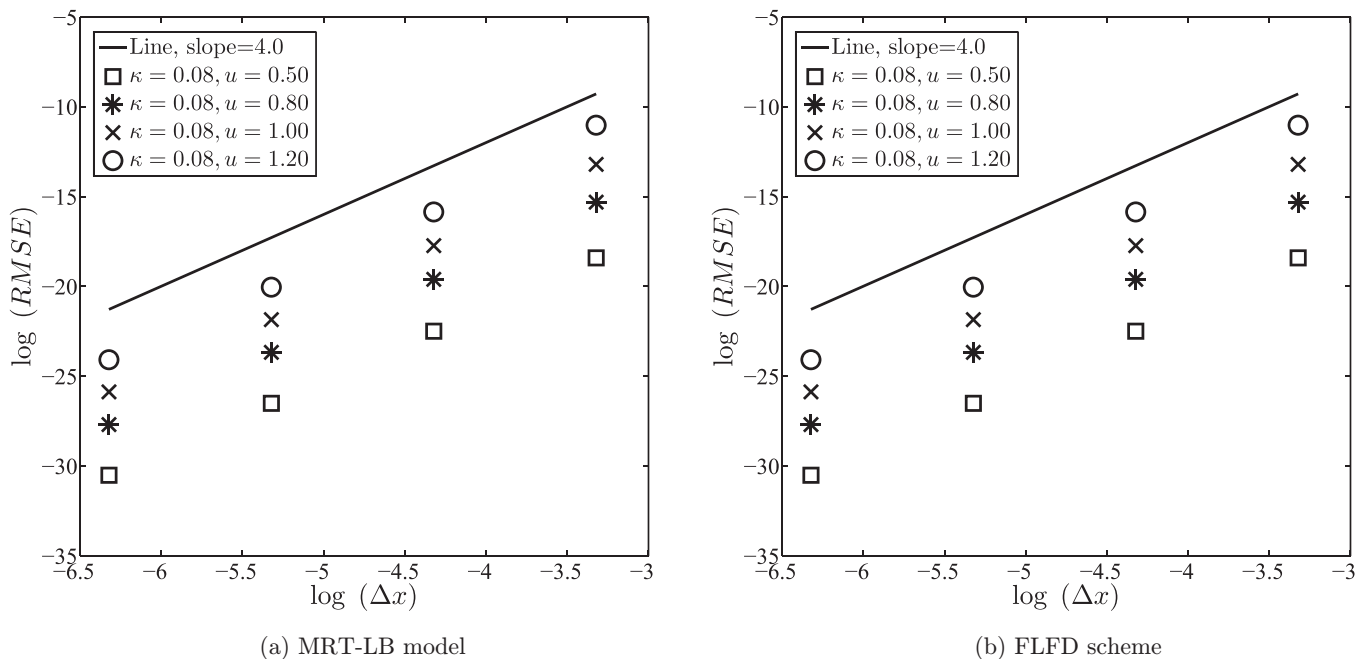 −5
−10
−15
−20
−25
−30
−35
log (RMSE)
Line, slope=4.0
κ = 0.08, u = 0.50
κ = 0.08, u = 0.80
κ = 0.08, u = 1.00
κ = 0.08, u = 1.20
−6.5 −6 −5.5 −5 −4.5 −4 −3.5 −3
log (Δx)
(a) MRT-LB model
−5
−10
−15
−20
−25
−30
−35
log (RMSE)
Line, slope=4.0
κ = 0.08, u = 0.50
κ = 0.08, u = 0.80
κ = 0.08, u = 1.00
κ = 0.08, u = 1.20
−6.5 −6 −5.5 −5 −4.5 −4 −3.5 −3
log (Δx)
(b) FLFD scheme